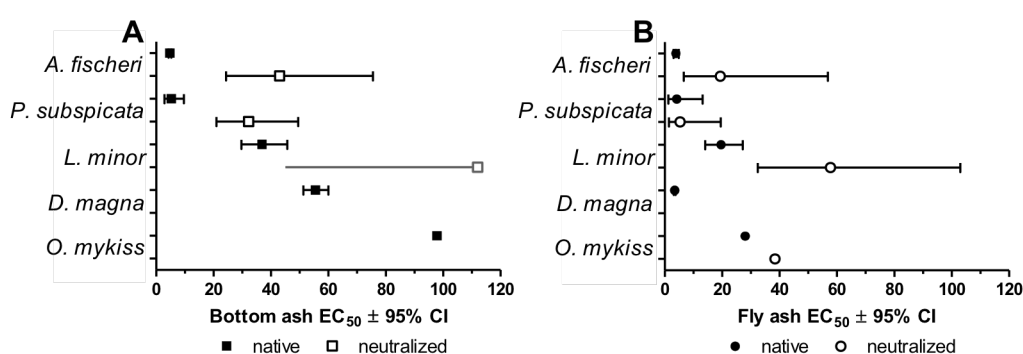 A
A. fischeri
P. subspicata
L. minor
D. magna
O. mykiss
0 20 40 60 80 100 120
Bottom ash EC50 ± 95% CI
native neutralized
B
A. fischeri
P. subspicata
L. minor
D. magna
O. mykiss
0 20 40 60 80 100 120
Fly ash EC50 ± 95% CI
native neutralized